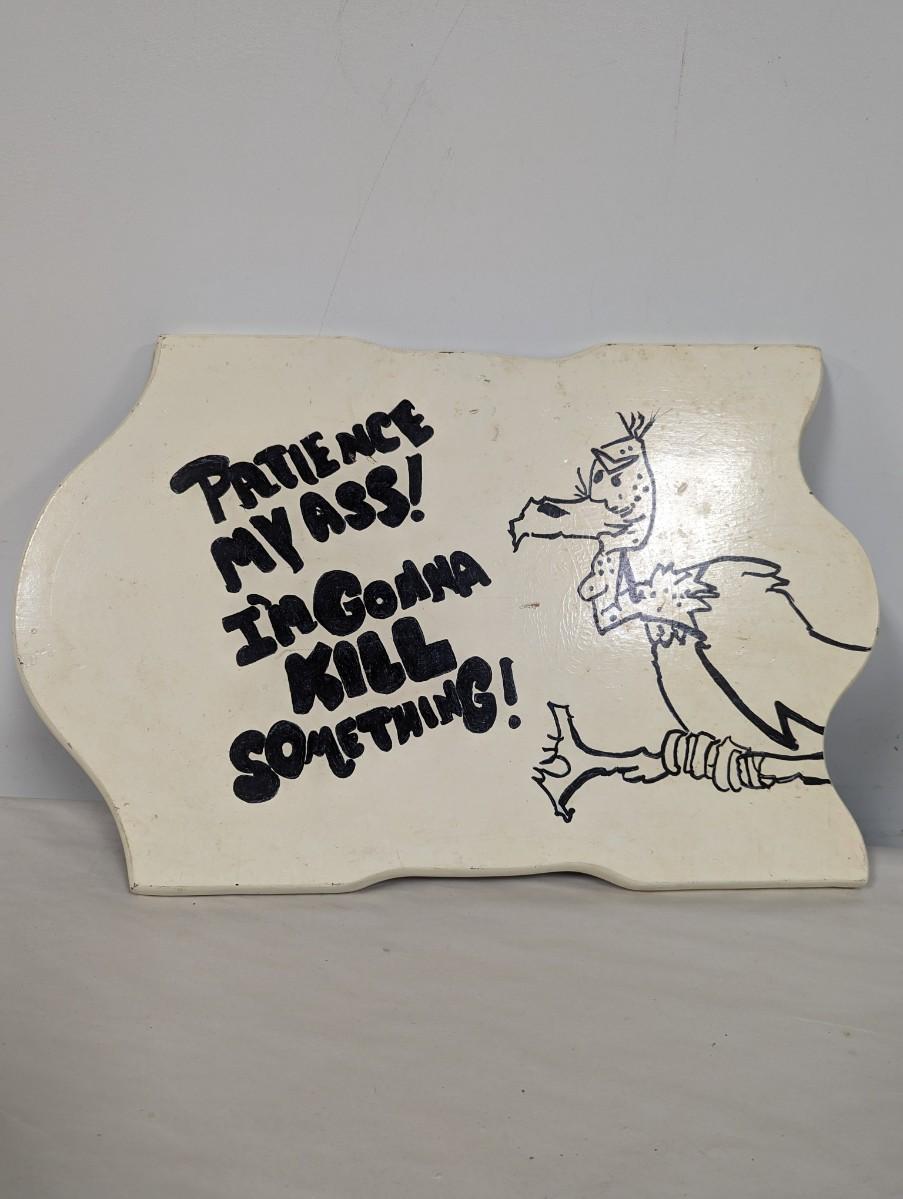 PATIENCE
MY ASS!
I'M GONNA
KILL
SOMETHING!